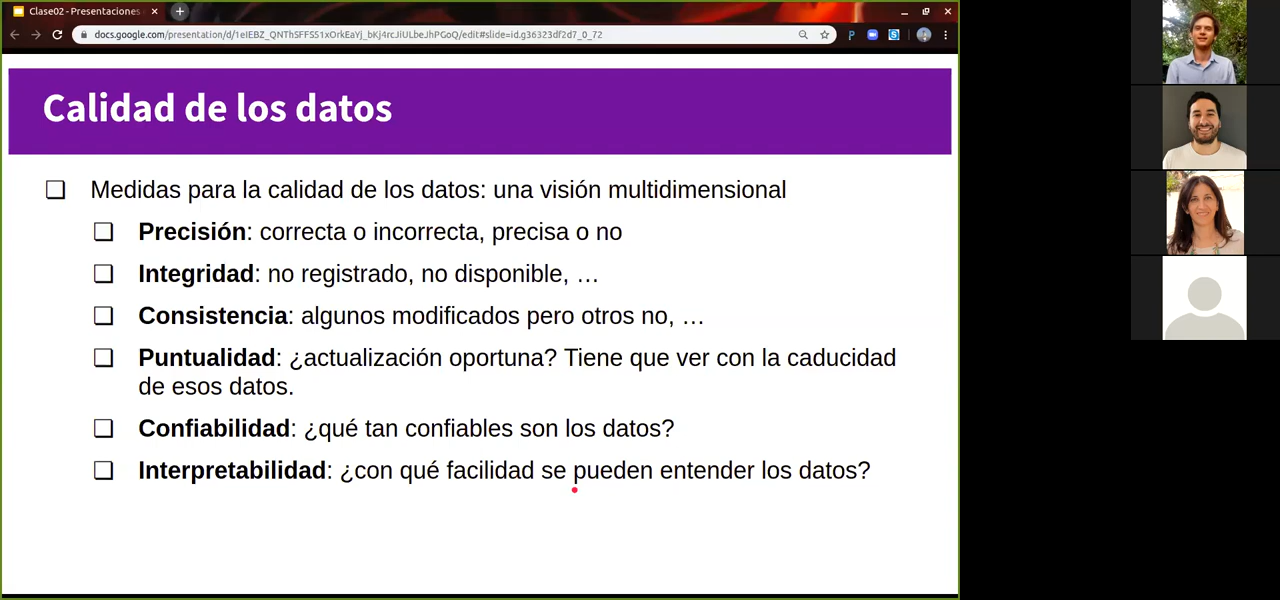 Clase02 - Presentaciones
docs.google.com/presentation/d/1eIEBZ_QNThSFFSS1xOrkEaYj_bKj4rcJiULbeJhPGoQ/edit#slide=id.g36323df2d7_0_72
Calidad de los datos
❏ Medidas para la calidad de los datos: una visión multidimensional
❏ Precisión: correcta o incorrecta, precisa o no
❏ Integridad: no registrado, no disponible, …
❏ Consistencia: algunos modificados pero otros no, …
❏ Puntualidad: ¿actualización oportuna? Tiene que ver con la caducidad
de esos datos.
❏ Confiabilidad: ¿qué tan confiables son los datos?
❏ Interpretabilidad: ¿con qué facilidad se pueden entender los datos?